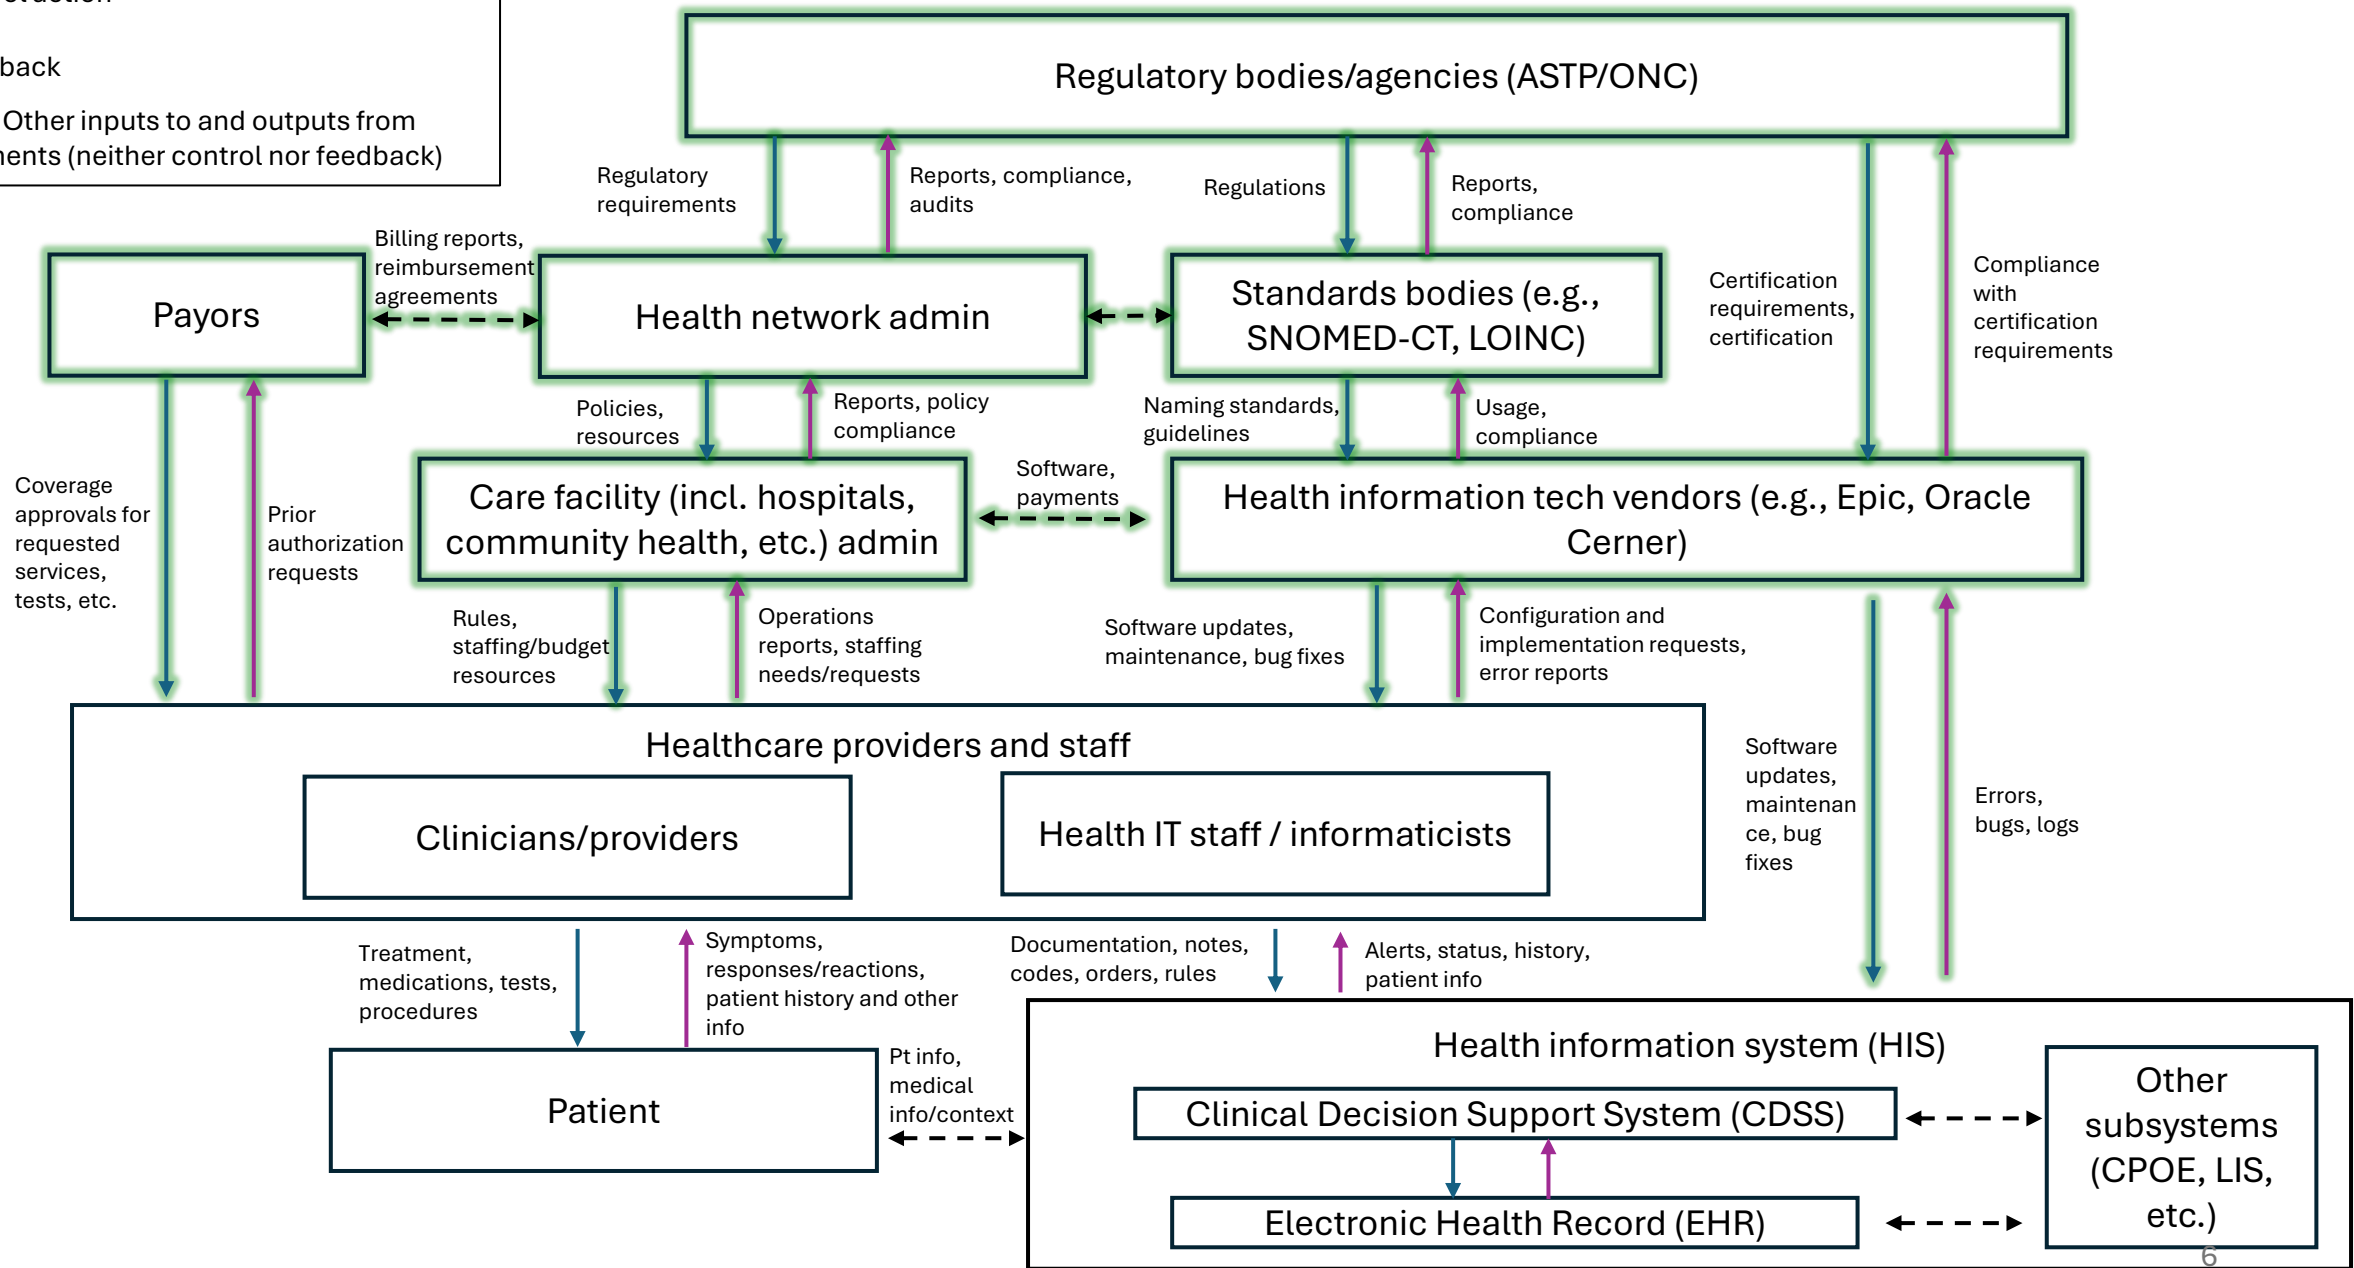 back
Other inputs to and outputs from
(neither control nor feedback)
Regulatory bodies/agencies (ASTP/ONC)
Regulatory
requirements
Reports, compliance,
audits
Regulations
Reports,
compliance
Certification
requirements,
certification
Compliance
with
certification
requirements
Billing reports,
reimbursement
agreements
Payors
Health network admin
Standards bodies (e.g.,
SNOMED-CT, LOINC)
Policies,
resources
Reports, policy
compliance
Naming standards,
guidelines
Usage,
compliance
Coverage
approvals for
requested
services,
tests, etc.
Prior
authorization
requests
Care facility (incl. hospitals,
community health, etc.) admin
Software,
payments
Health information tech vendors (e.g., Epic, Oracle
Cerner)
Rules,
staffing/budget
resources
Operations
reports, staffing
needs/requests
Software updates,
maintenance, bug fixes
Configuration and
implementation requests,
error reports
Healthcare providers and staff
Clinicians/providers
Health IT staff / informaticists
Software
updates,
maintenan
ce, bug
fixes
Errors,
bugs, logs
Treatment,
medications, tests,
procedures
Symptoms,
responses/reactions,
patient history and other
info
Documentation, notes,
codes, orders, rules
Alerts, status, history,
patient info
Patient
Pt info,
medical
info/context
Health information system (HIS)
Clinical Decision Support System (CDSS)
Electronic Health Record (EHR)
Other
subsystems
(CPOE, LIS,
etc.)
6